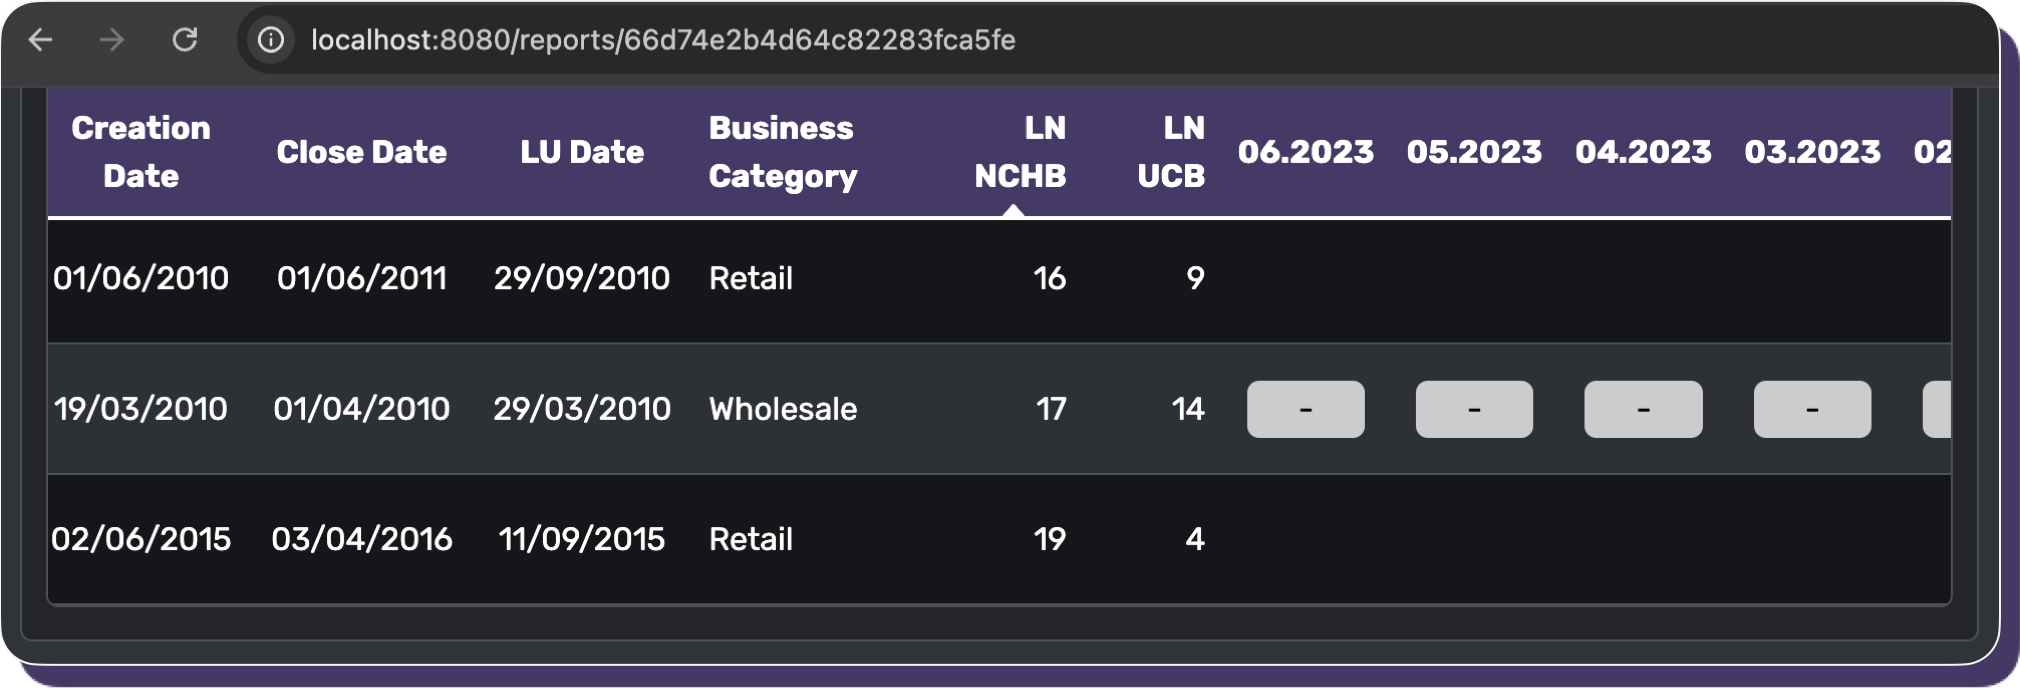 localhost:8080/reports/66d74e2b4d64c82283fca5fe
Creation Date Close Date LU Date Business Category LN NCHB LN UCB 06.2023 05.2023 04.2023 03.2023 02
01/06/2010 01/06/2011 29/09/2010 Retail 16 9
19/03/2010 01/04/2010 29/03/2010 Wholesale 17 14 - - - -
02/06/2015 03/04/2016 11/09/2015 Retail 19 4